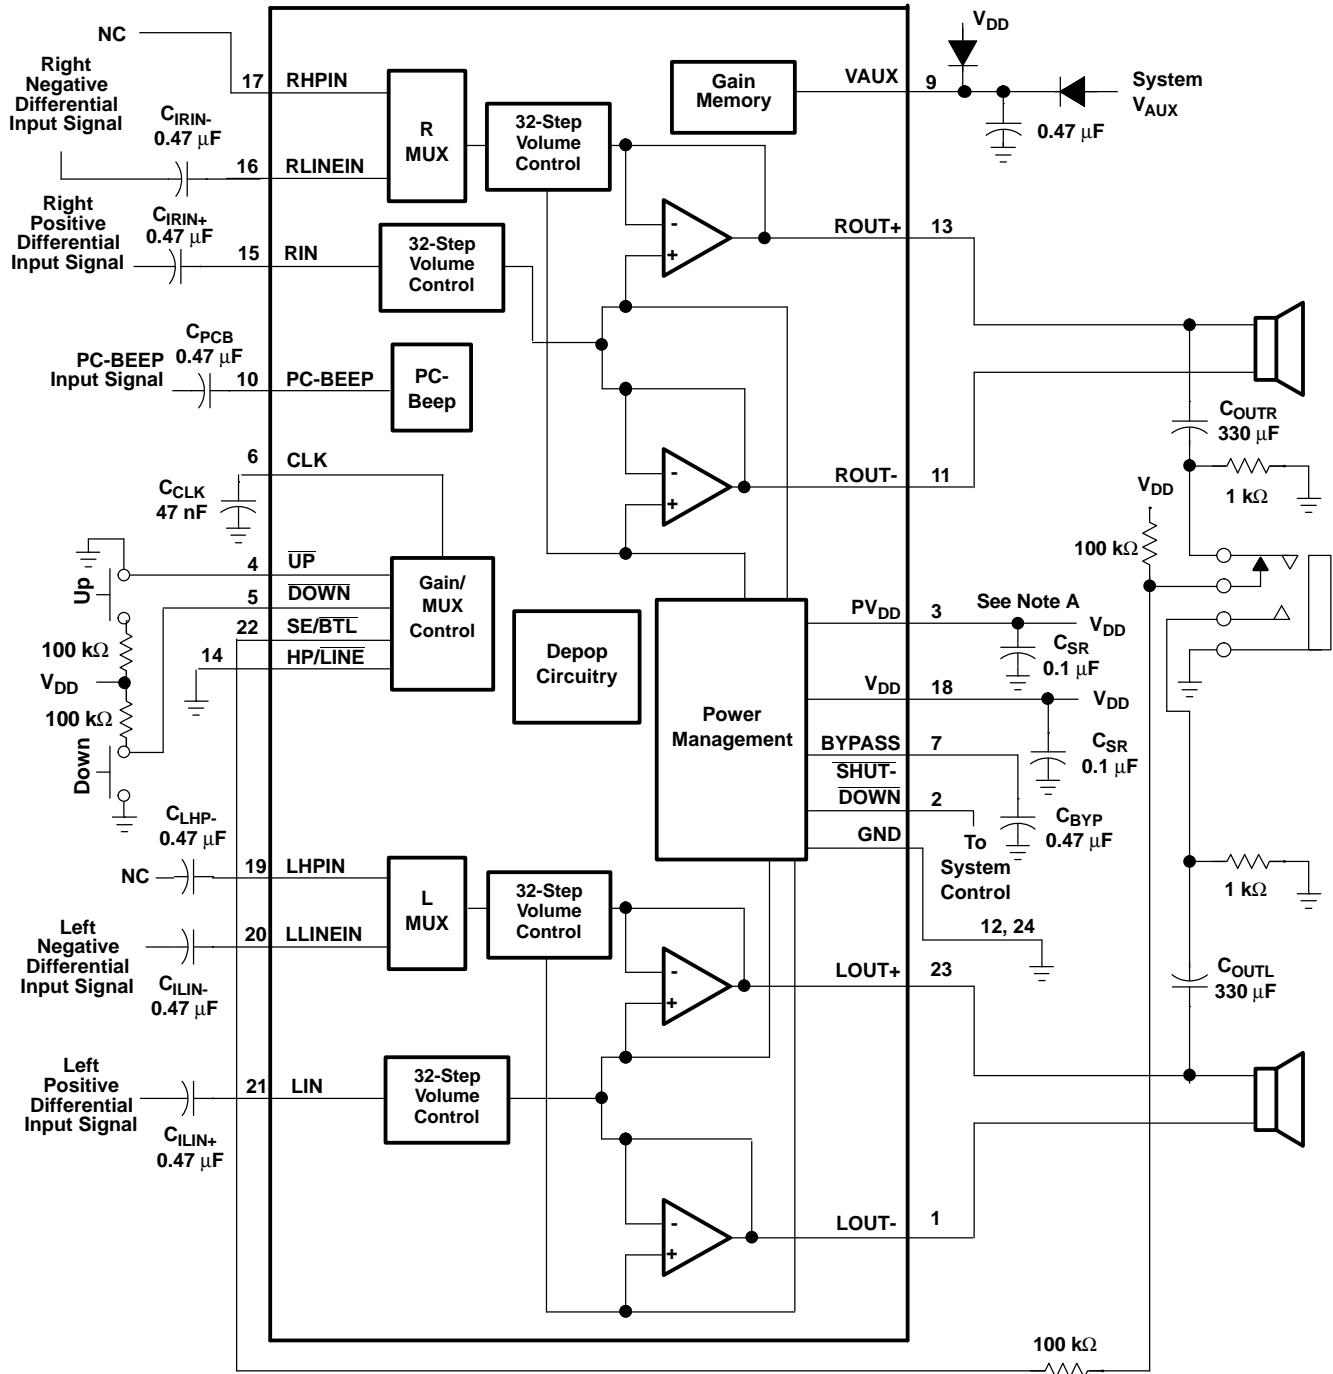 NC
Right
Negative
Differential
Input Signal
C_IRIN-
0.47 µF
17
RHPIN
16
RLINEIN
R
MUX
32-Step
Volume
Control
Gain
Memory
VAUX
9
V_DD
System
V_AUX
0.47 µF
Right
Positive
Differential
Input Signal
C_IRIN+
0.47 µF
15
RIN
32-Step
Volume
Control
-
+
ROUT+
13
PC-BEEP
Input Signal
C_PCB
0.47 µF
10
PC-BEEP
PC-
Beep
-
+
ROUT-
11
C_OUTR
330 µF
1 kΩ
V_DD
100 kΩ
6
CLK
C_CLK
47 nF
Up
4
UP
5
DOWN
22
SE/BTL
14
HP/LINE
Gain/
MUX
Control
100 kΩ
V_DD
100 kΩ
Down
Depop
Circuitry
Power
Management
PV_DD
3
See Note A
V_DD
C_SR
0.1 µF
V_DD
18
V_DD
C_SR
0.1 µF
BYPASS
7
SHUT-
DOWN
2
C_BYP
0.47 µF
To
System
Control
GND
12, 24
C_LHP-
0.47 µF
NC
19
LHPIN
Left
Negative
Differential
Input Signal
20
LLINEIN
C_ILIN-
0.47 µF
L
MUX
32-Step
Volume
Control
-
+
LOUT+
23
1 kΩ
C_OUTL
330 µF
Left
Positive
Differential
Input Signal
21
LIN
C_ILIN+
0.47 µF
32-Step
Volume
Control
-
+
LOUT-
1
100 kΩ